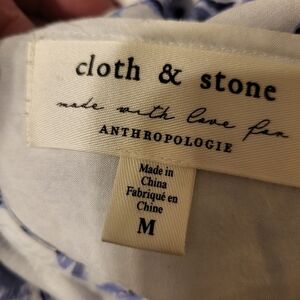 cloth & stone
made with love for
ANTHROPOLOGIE
Made in
China
Fabriqué en
Chine
M